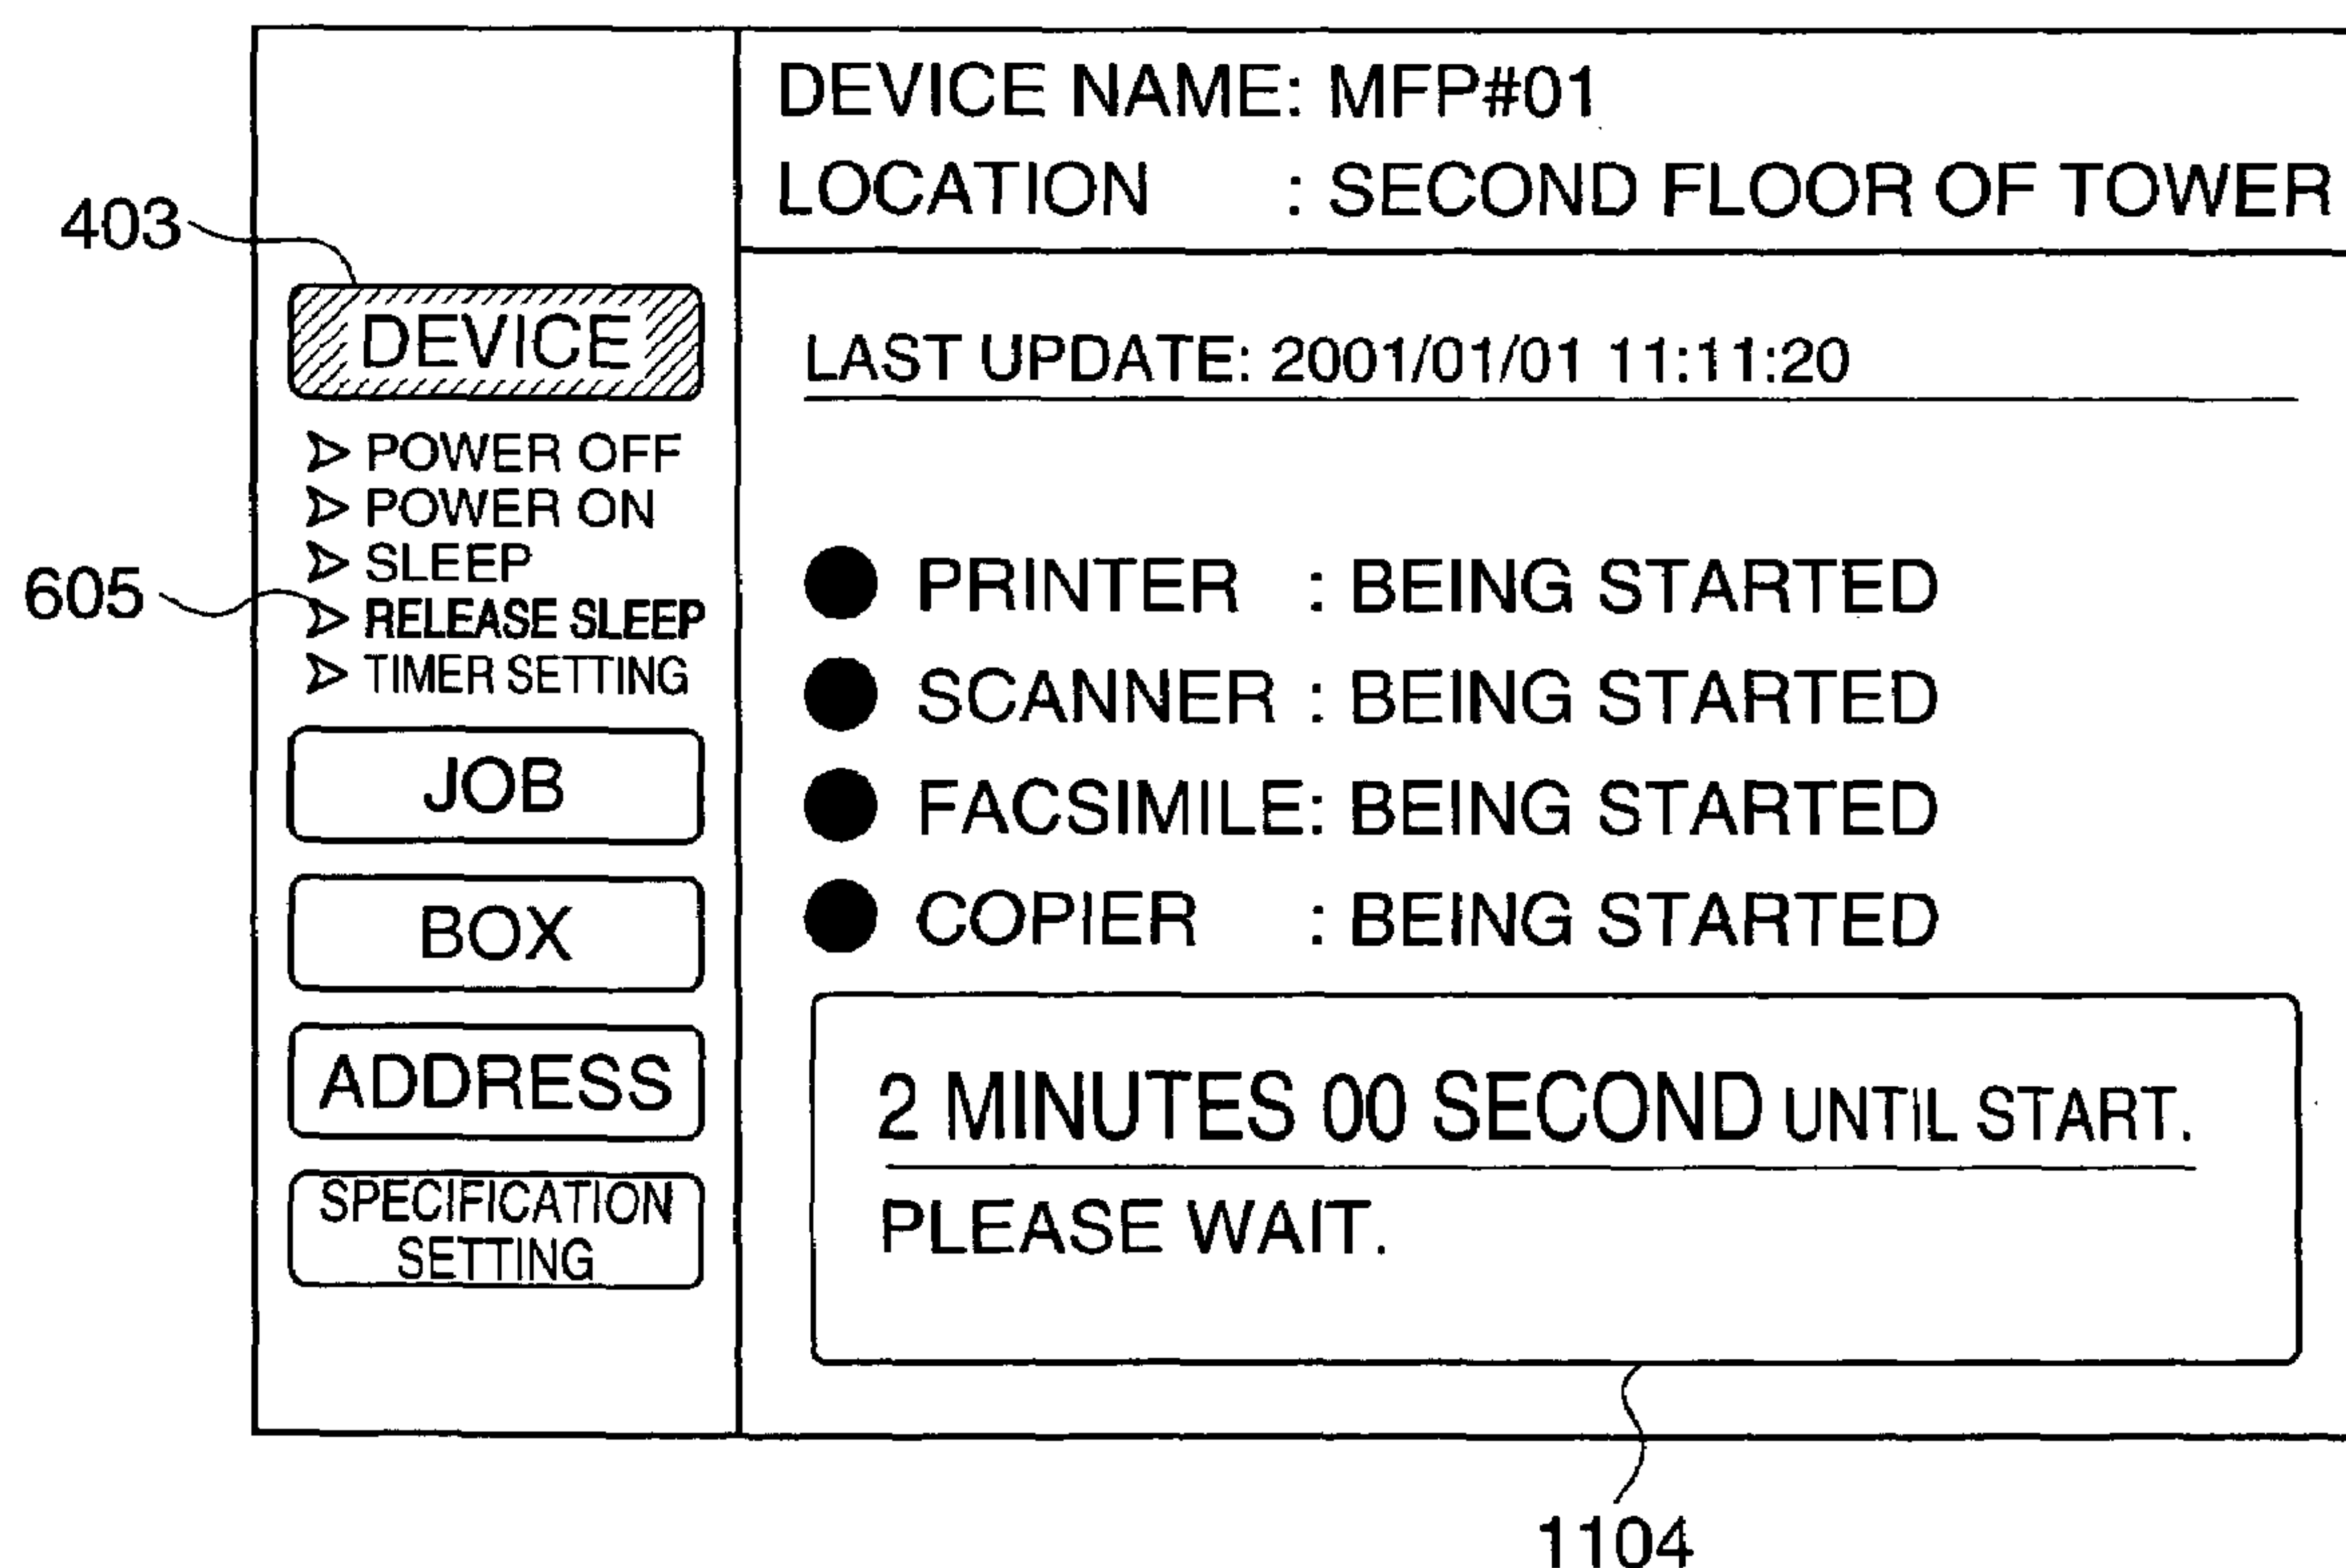 DEVICE NAME: MFP#01
LOCATION : SECOND FLOOR OF TOWER
403
DEVICE
LAST UPDATE: 2001/01/01 11:11:20
POWER OFF
POWER ON
SLEEP
605
RELEASE SLEEP
TIMER SETTING
PRINTER : BEING STARTED
SCANNER : BEING STARTED
FACSIMILE: BEING STARTED
COPIER : BEING STARTED
JOB
BOX
ADDRESS
SPECIFICATION
SETTING
2 MINUTES 00 SECOND UNTIL START.
PLEASE WAIT.
1104